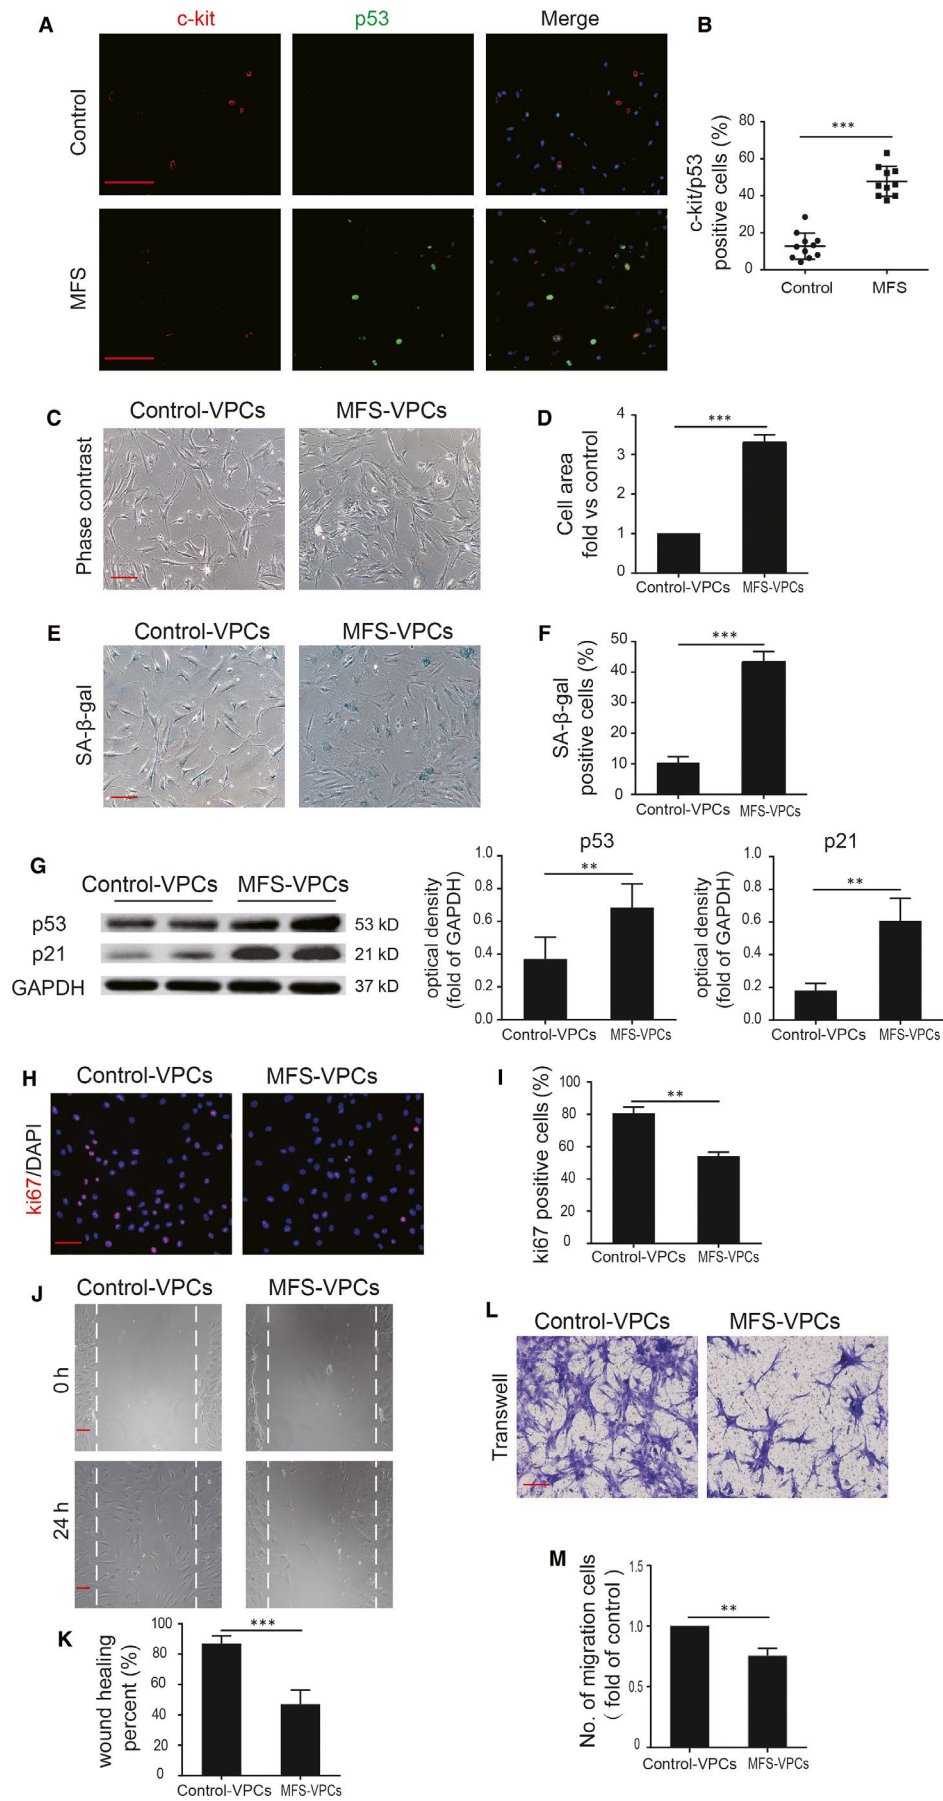 A
c-kit
p53
Merge
Control
MFS
B
c-kit/p53
positive cells (%)
80
60
40
20
0
***
Control
MFS
C
Control-VPCs
MFS-VPCs
Phase contrast
D
Cell area
fold vs control
4
3
2
1
0
***
Control-VPCs
MFS-VPCs
E
Control-VPCs
MFS-VPCs
SA-β-gal
F
SA-β-gal
positive cells (%)
50
40
30
20
10
0
***
Control-VPCs
MFS-VPCs
G
Control-VPCs
MFS-VPCs
p53
53 kD
p21
21 kD
GAPDH
37 kD
p53
optical density
(fold of GAPDH)
1.0
0.8
0.6
0.4
0.2
0.0
**
Control-VPCs
MFS-VPCs
p21
optical density
(fold of GAPDH)
1.0
0.8
0.6
0.4
0.2
0.0
**
Control-VPCs
MFS-VPCs
H
Control-VPCs
MFS-VPCs
ki67/DAPI
I
ki67 positive cells (%)
100
80
60
40
20
0
**
Control-VPCs
MFS-VPCs
J
Control-VPCs
MFS-VPCs
0 h
24 h
K
wound healing
percent (%)
100
80
60
40
20
0
***
Control-VPCs
MFS-VPCs
L
Control-VPCs
MFS-VPCs
Transwell
M
No. of migration cells
( fold of control )
1.5
1.0
0.5
0
**
Control-VPCs
MFS-VPCs